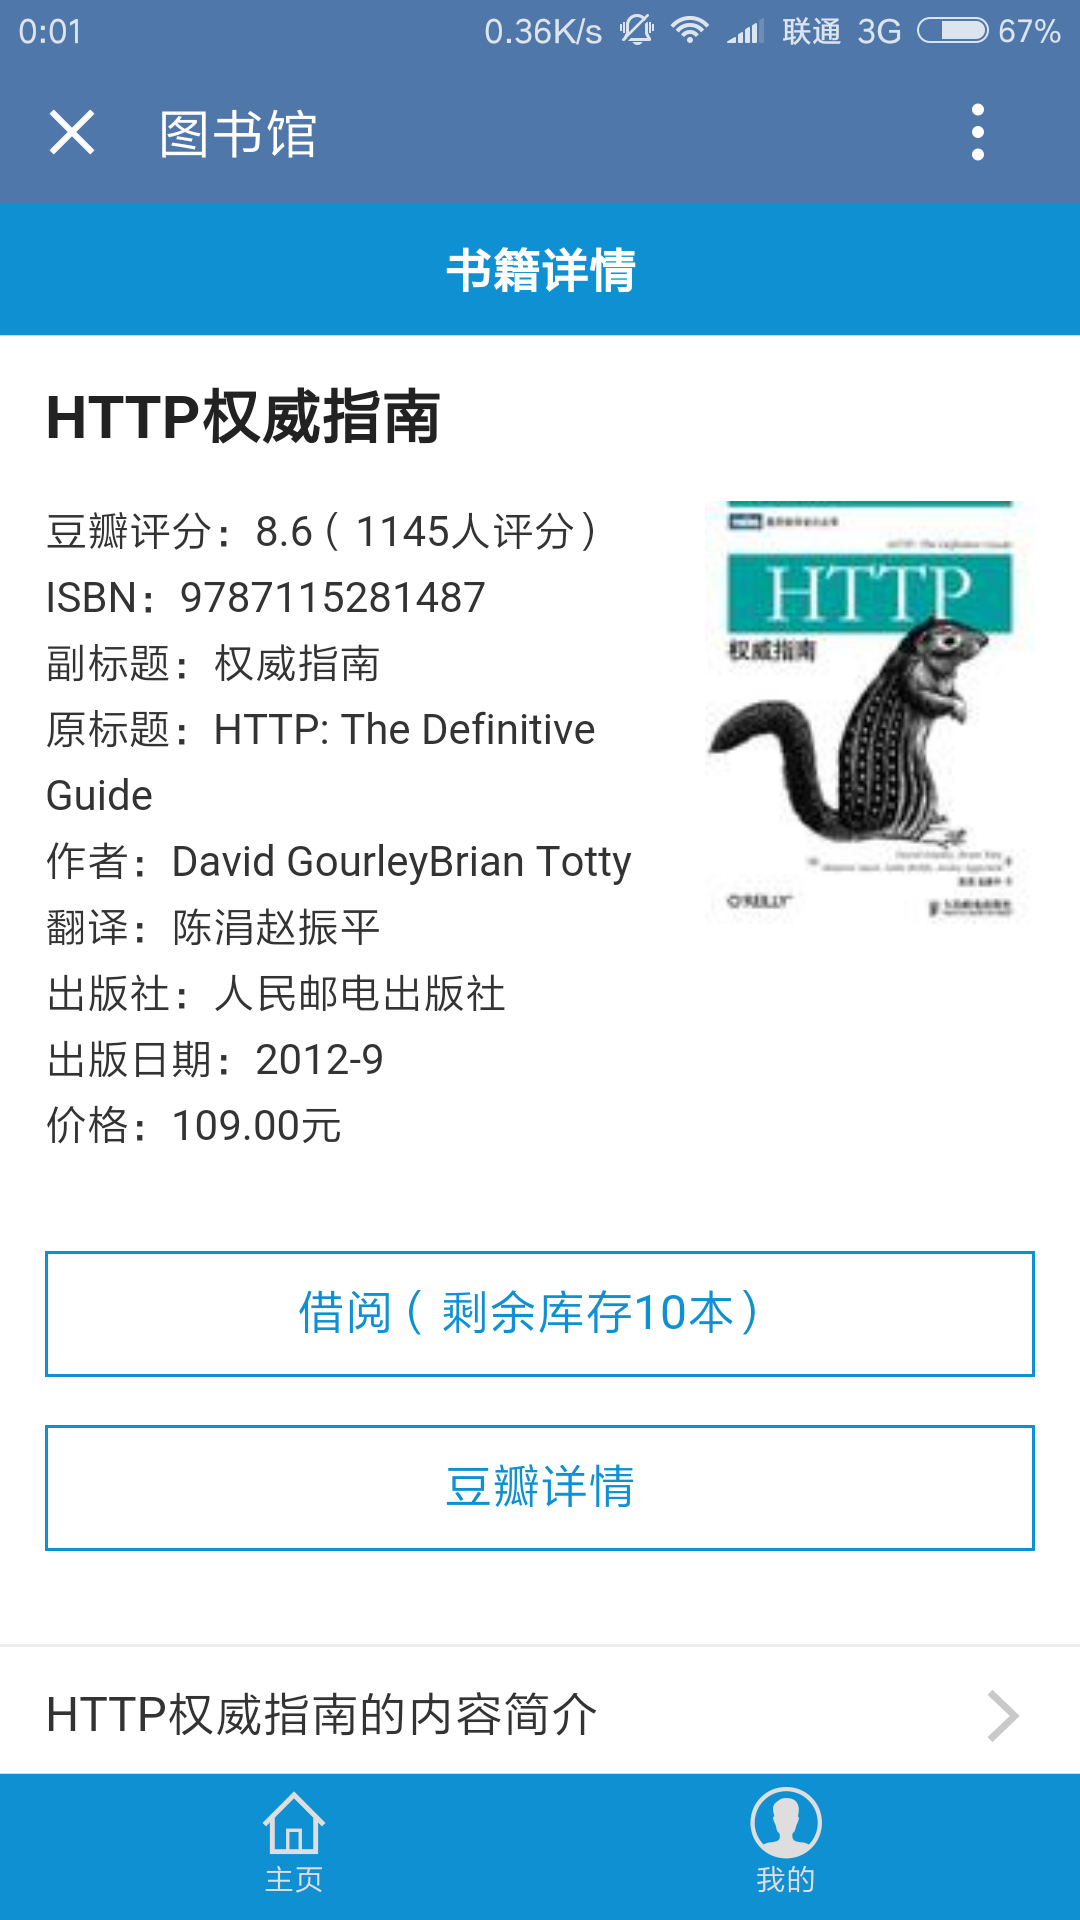 0:01 0.36K/s 联通 3G 67%
图书馆
书籍详情
HTTP权威指南
豆瓣评分：8.6（1145人评分）
ISBN：9787115281487
副标题：权威指南
原标题：HTTP: The Definitive
Guide
作者：David GourleyBrian Totty
翻译：陈涓赵振平
出版社：人民邮电出版社
出版日期：2012-9
价格：109.00元
HTTP
权威指南
O'REILLY
借阅（剩余库存10本）
豆瓣详情
HTTP权威指南的内容简介
主页 我的